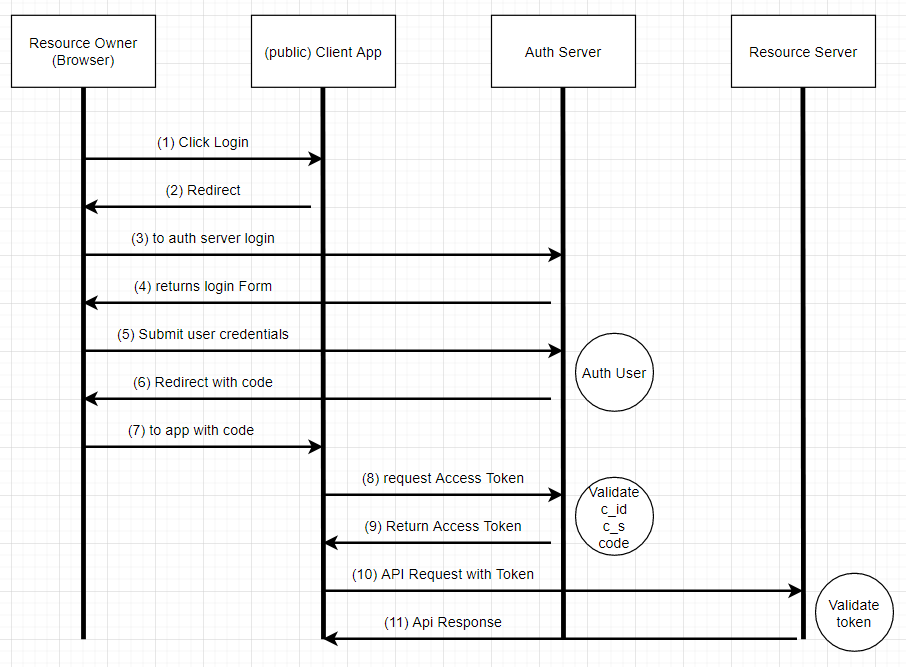 Resource Owner
(Browser)
(public) Client App
Auth Server
Resource Server
(1) Click Login
(2) Redirect
(3) to auth server login
(4) returns login Form
(5) Submit user credentials
Auth User
(6) Redirect with code
(7) to app with code
(8) request Access Token
Validate
c_id
c_s
code
(9) Return Access Token
(10) API Request with Token
Validate
token
(11) Api Response